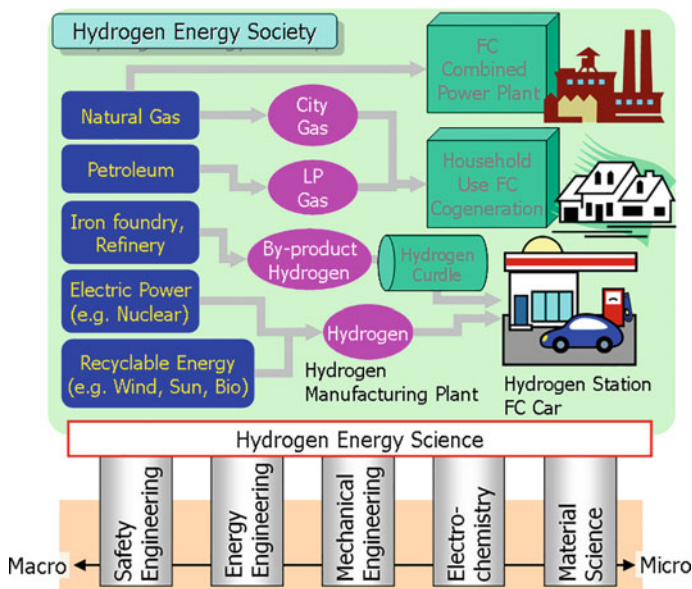 Hydrogen Energy Society
FC
Combined
Power Plant
Natural Gas
City
Gas
Petroleum
LP
Gas
Household
Use FC
Cogeneration
Iron foundry,
Refinery
By-product
Hydrogen
Hydrogen
Curdle
Electric Power
(e.g. Nuclear)
Hydrogen
Recyclable Energy
(e.g. Wind, Sun, Bio)
Hydrogen
Manufacturing Plant
Hydrogen Station
FC Car
Hydrogen Energy Science
Safety
Engineering
Energy
Engineering
Mechanical
Engineering
Electro-
chemistry
Material
Science
Macro
Micro